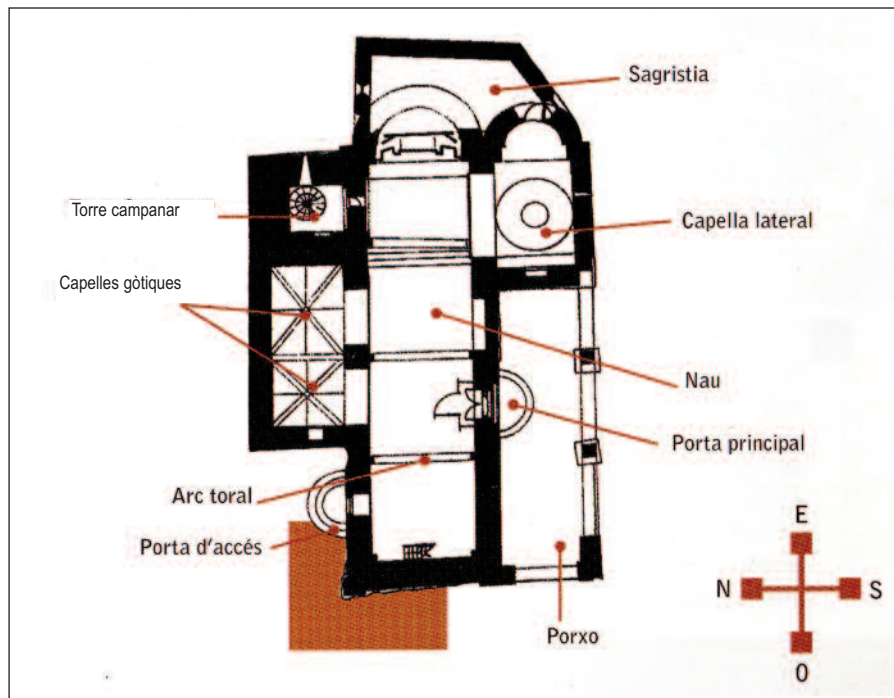 Sagristia
Torre campanar
Capella lateral
Capelles gòtiques
Nau
Porta principal
Arc toral
Porta d'accés
Porxo
E
N S
O